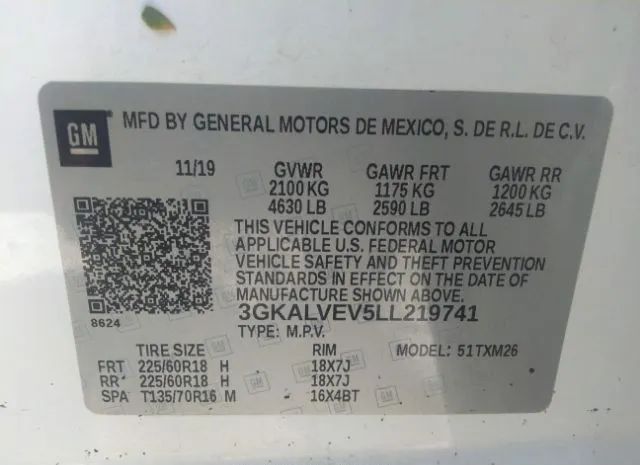 GM
MFD BY GENERAL MOTORS DE MEXICO, S. DE R.L. DE C.V.
11/19 GVWR GAWR FRT GAWR RR
2100 KG 1175 KG 1200 KG
4630 LB 2590 LB 2645 LB
THIS VEHICLE CONFORMS TO ALL
APPLICABLE U.S. FEDERAL MOTOR
VEHICLE SAFETY AND THEFT PREVENTION
STANDARDS IN EFFECT ON THE DATE OF
MANUFACTURE SHOWN ABOVE.
8624
3GKALVEV5LL219741
TYPE: M.P.V.
TIRE SIZE RIM MODEL: 51TXM26
FRT 225/60R18 H 18X7J
RR 225/60R18 H 18X7J
SPA T135/70R16 M 16X4BT